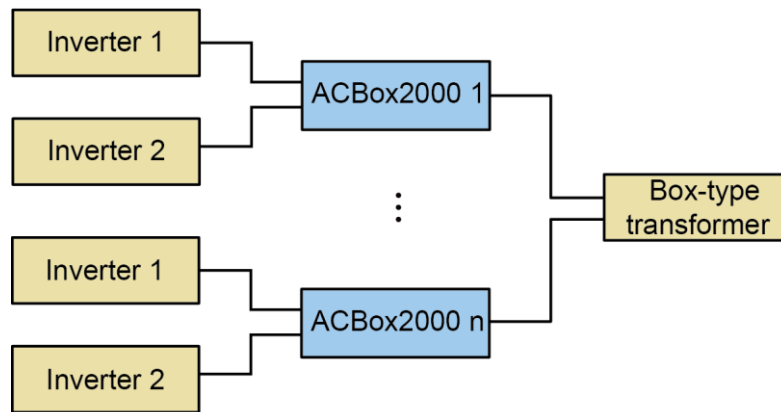 Inverter 1
Inverter 2
ACBox2000 1
⋮
Inverter 1
Inverter 2
ACBox2000 n
Box-type
transformer